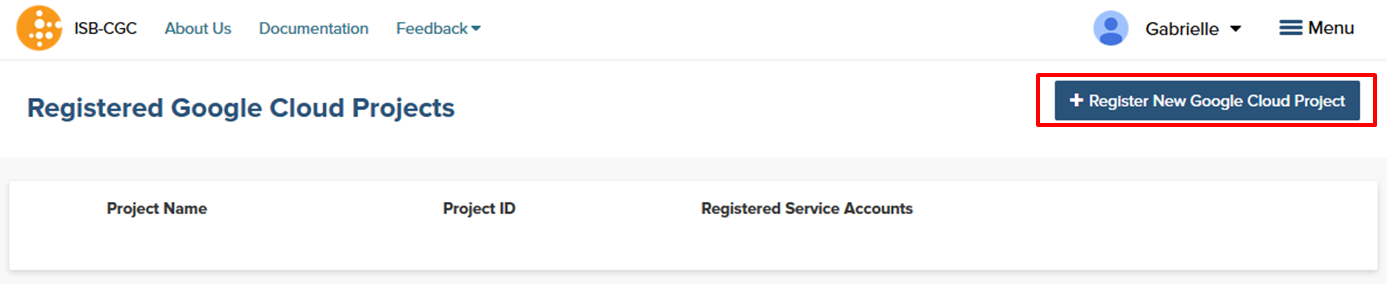 ISB-CGC About Us Documentation Feedback Gabrielle Menu
Registered Google Cloud Projects
+ Register New Google Cloud Project
Project Name Project ID Registered Service Accounts